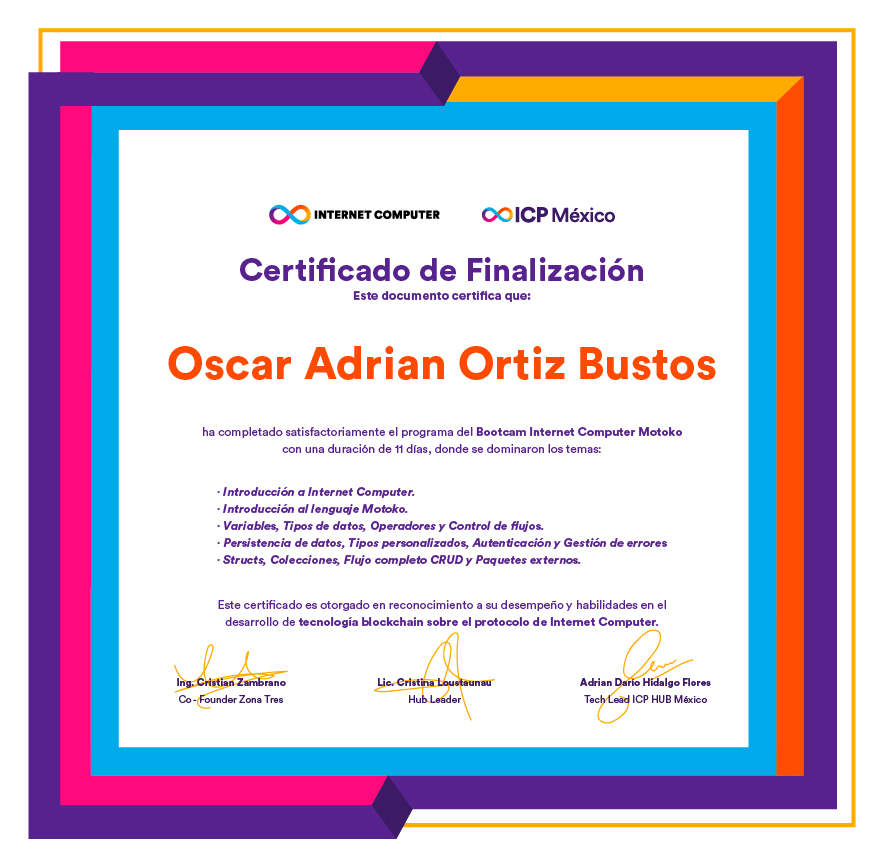 INTERNET COMPUTER ICP México
Certificado de Finalización
Este documento certifica que:
Oscar Adrian Ortiz Bustos
ha completado satisfactoriamente el programa del Bootcam Internet Computer Motoko
con una duración de 11 días, donde se dominaron los temas:
· Introducción a Internet Computer.
· Introducción al lenguaje Motoko.
· Variables, Tipos de datos, Operadores y Control de flujos.
· Persistencia de datos, Tipos personalizados, Autenticación y Gestión de errores
· Structs, Colecciones, Flujo completo CRUD y Paquetes externos.
Este certificado es otorgado en reconocimiento a su desempeño y habilidades en el
desarrollo de tecnología blockchain sobre el protocolo de Internet Computer.
Ing. Cristian Zambrano Lic. Cristina Loustaunau Adrian Darío Hidalgo Flores
Co - Founder Zona Tres Hub Leader Tech Lead ICP HUB México